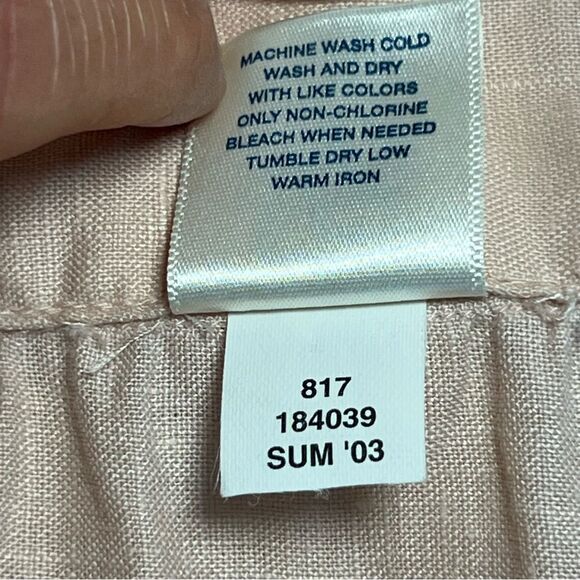 MACHINE WASH COLD
WASH AND DRY
WITH LIKE COLORS
ONLY NON-CHLORINE
BLEACH WHEN NEEDED
TUMBLE DRY LOW
WARM IRON
817
184039
SUM '03